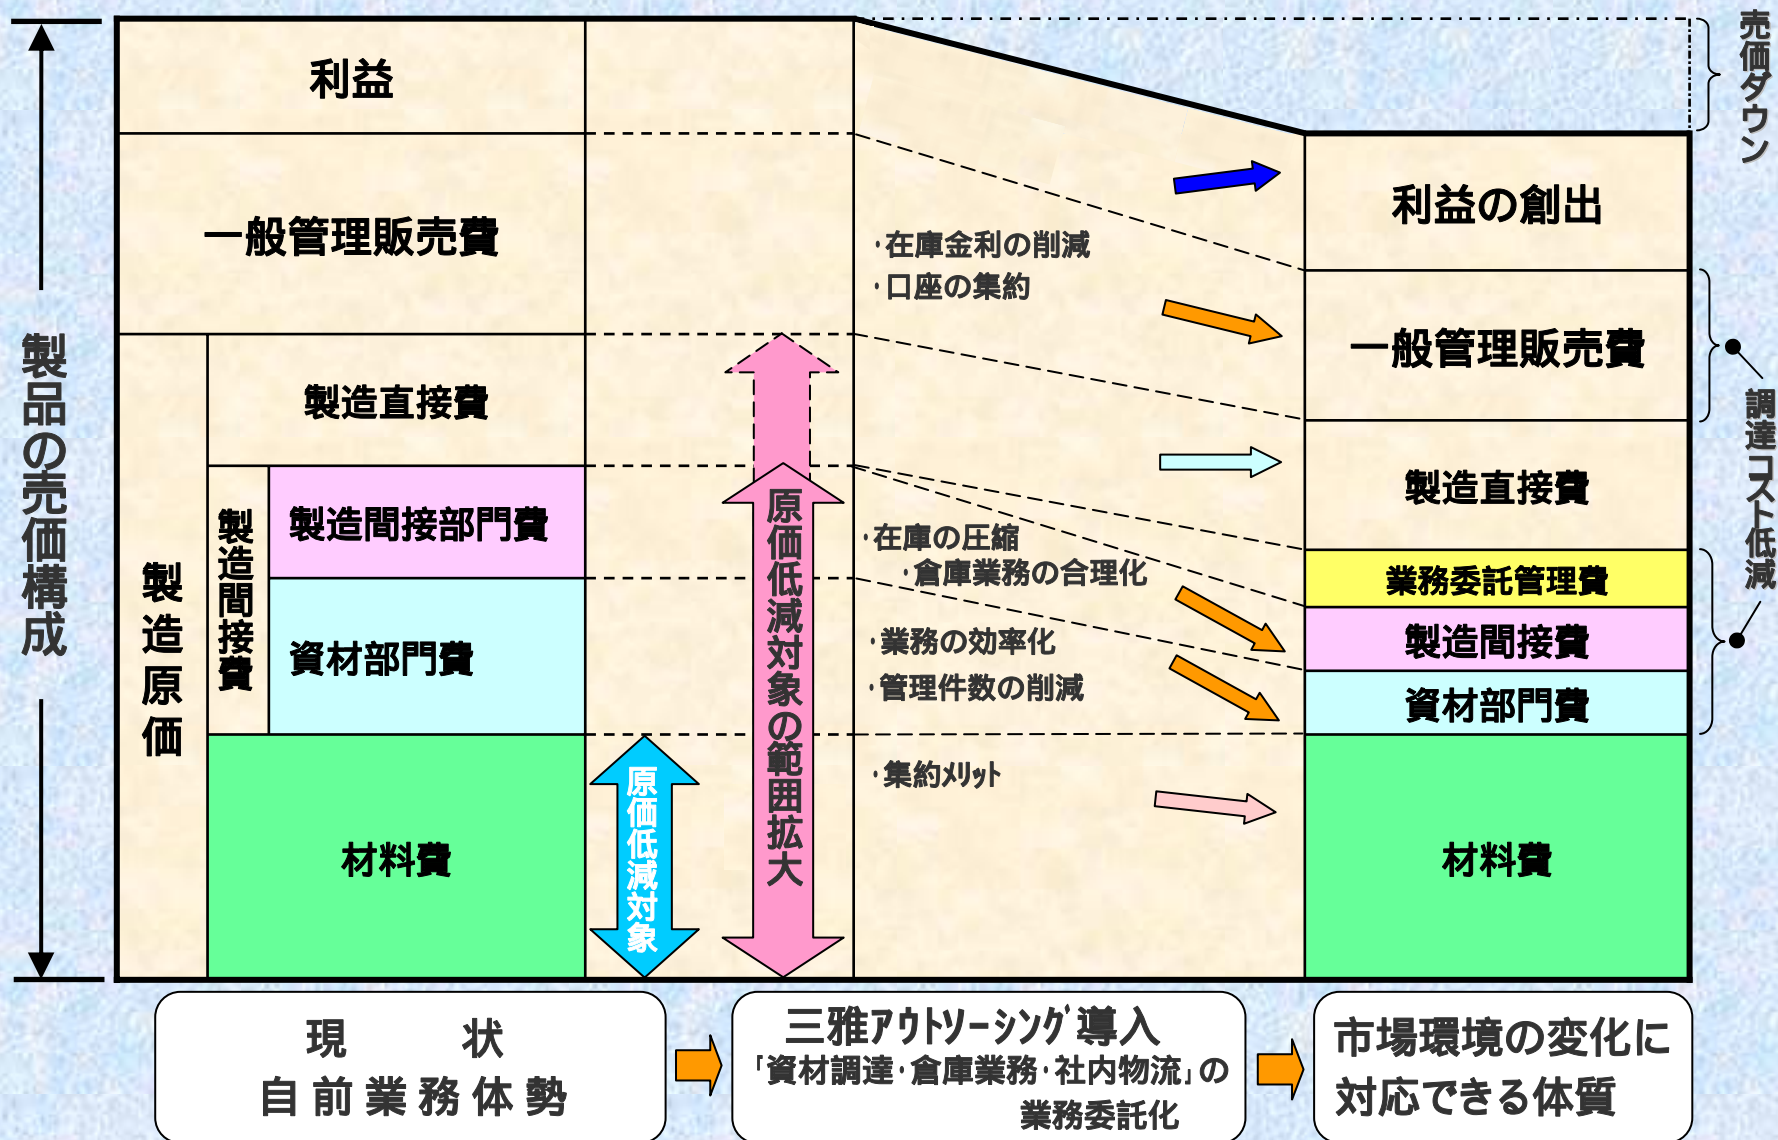 製品の売価構成
利益
一般管理販売費
製造原価
製造直接費
製造間接費
製造間接部門費
資材部門費
材料費
原価低減対象
原価低減対象の範囲拡大
・在庫金利の削減
・口座の集約
・在庫の圧縮
・倉庫業務の合理化
・業務の効率化
・管理件数の削減
・集約ﾒﾘｯﾄ
利益の創出
一般管理販売費
製造直接費
業務委託管理費
製造間接費
資材部門費
材料費
売価ダウン
調達コスト低減
現　状
自前業務体勢
三雅ｱｳﾄｿｰｼﾝｸﾞ導入
｢資材調達・倉庫業務・社内物流｣の
業務委託化
市場環境の変化に
対応できる体質